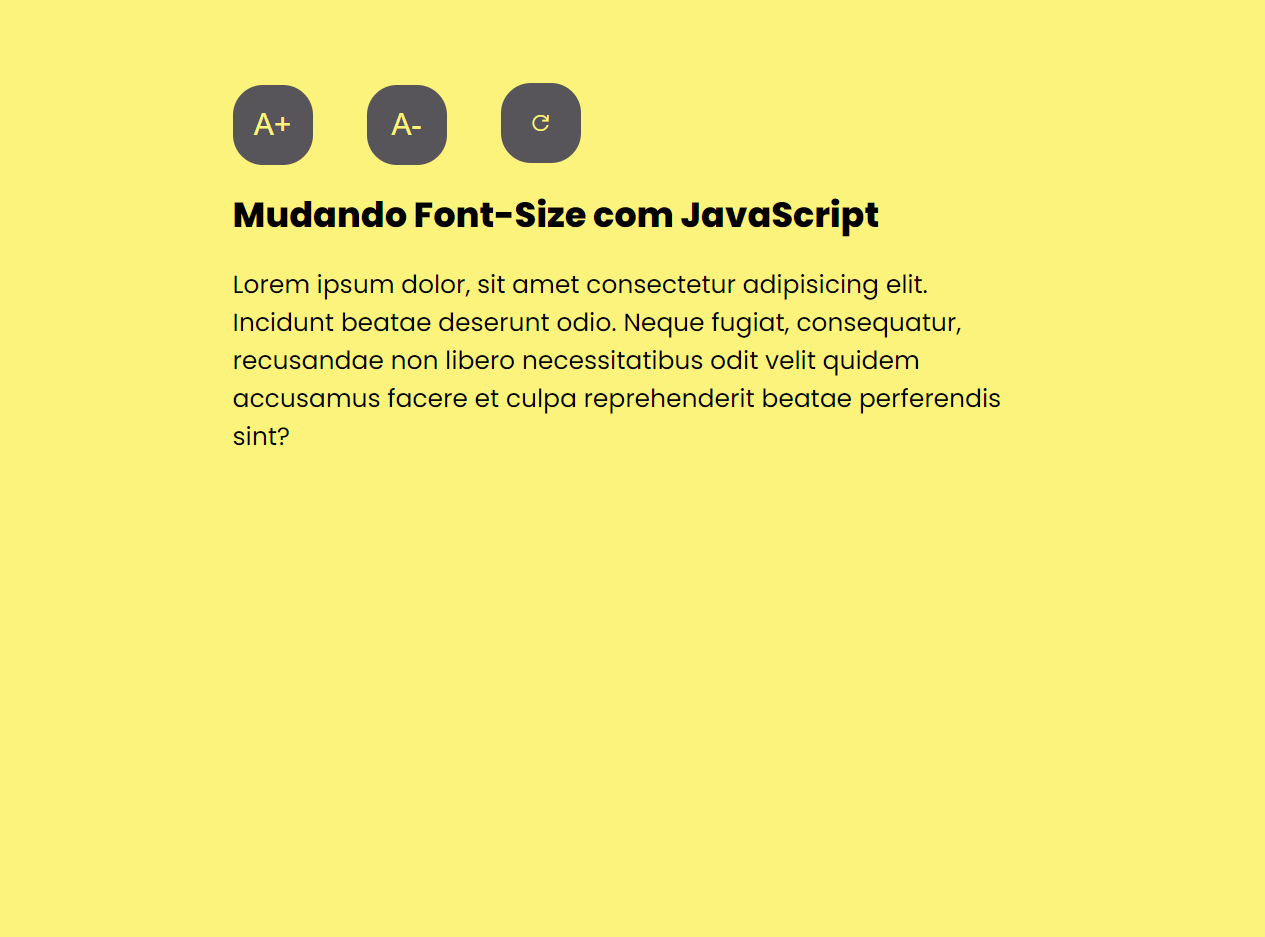 A+ A-
Mudando Font-Size com JavaScript
Lorem ipsum dolor, sit amet consectetur adipisicing elit.
Incidunt beatae deserunt odio. Neque fugiat, consequatur,
recusandae non libero necessitatibus odit velit quidem
accusamus facere et culpa reprehenderit beatae perferendis
sint?